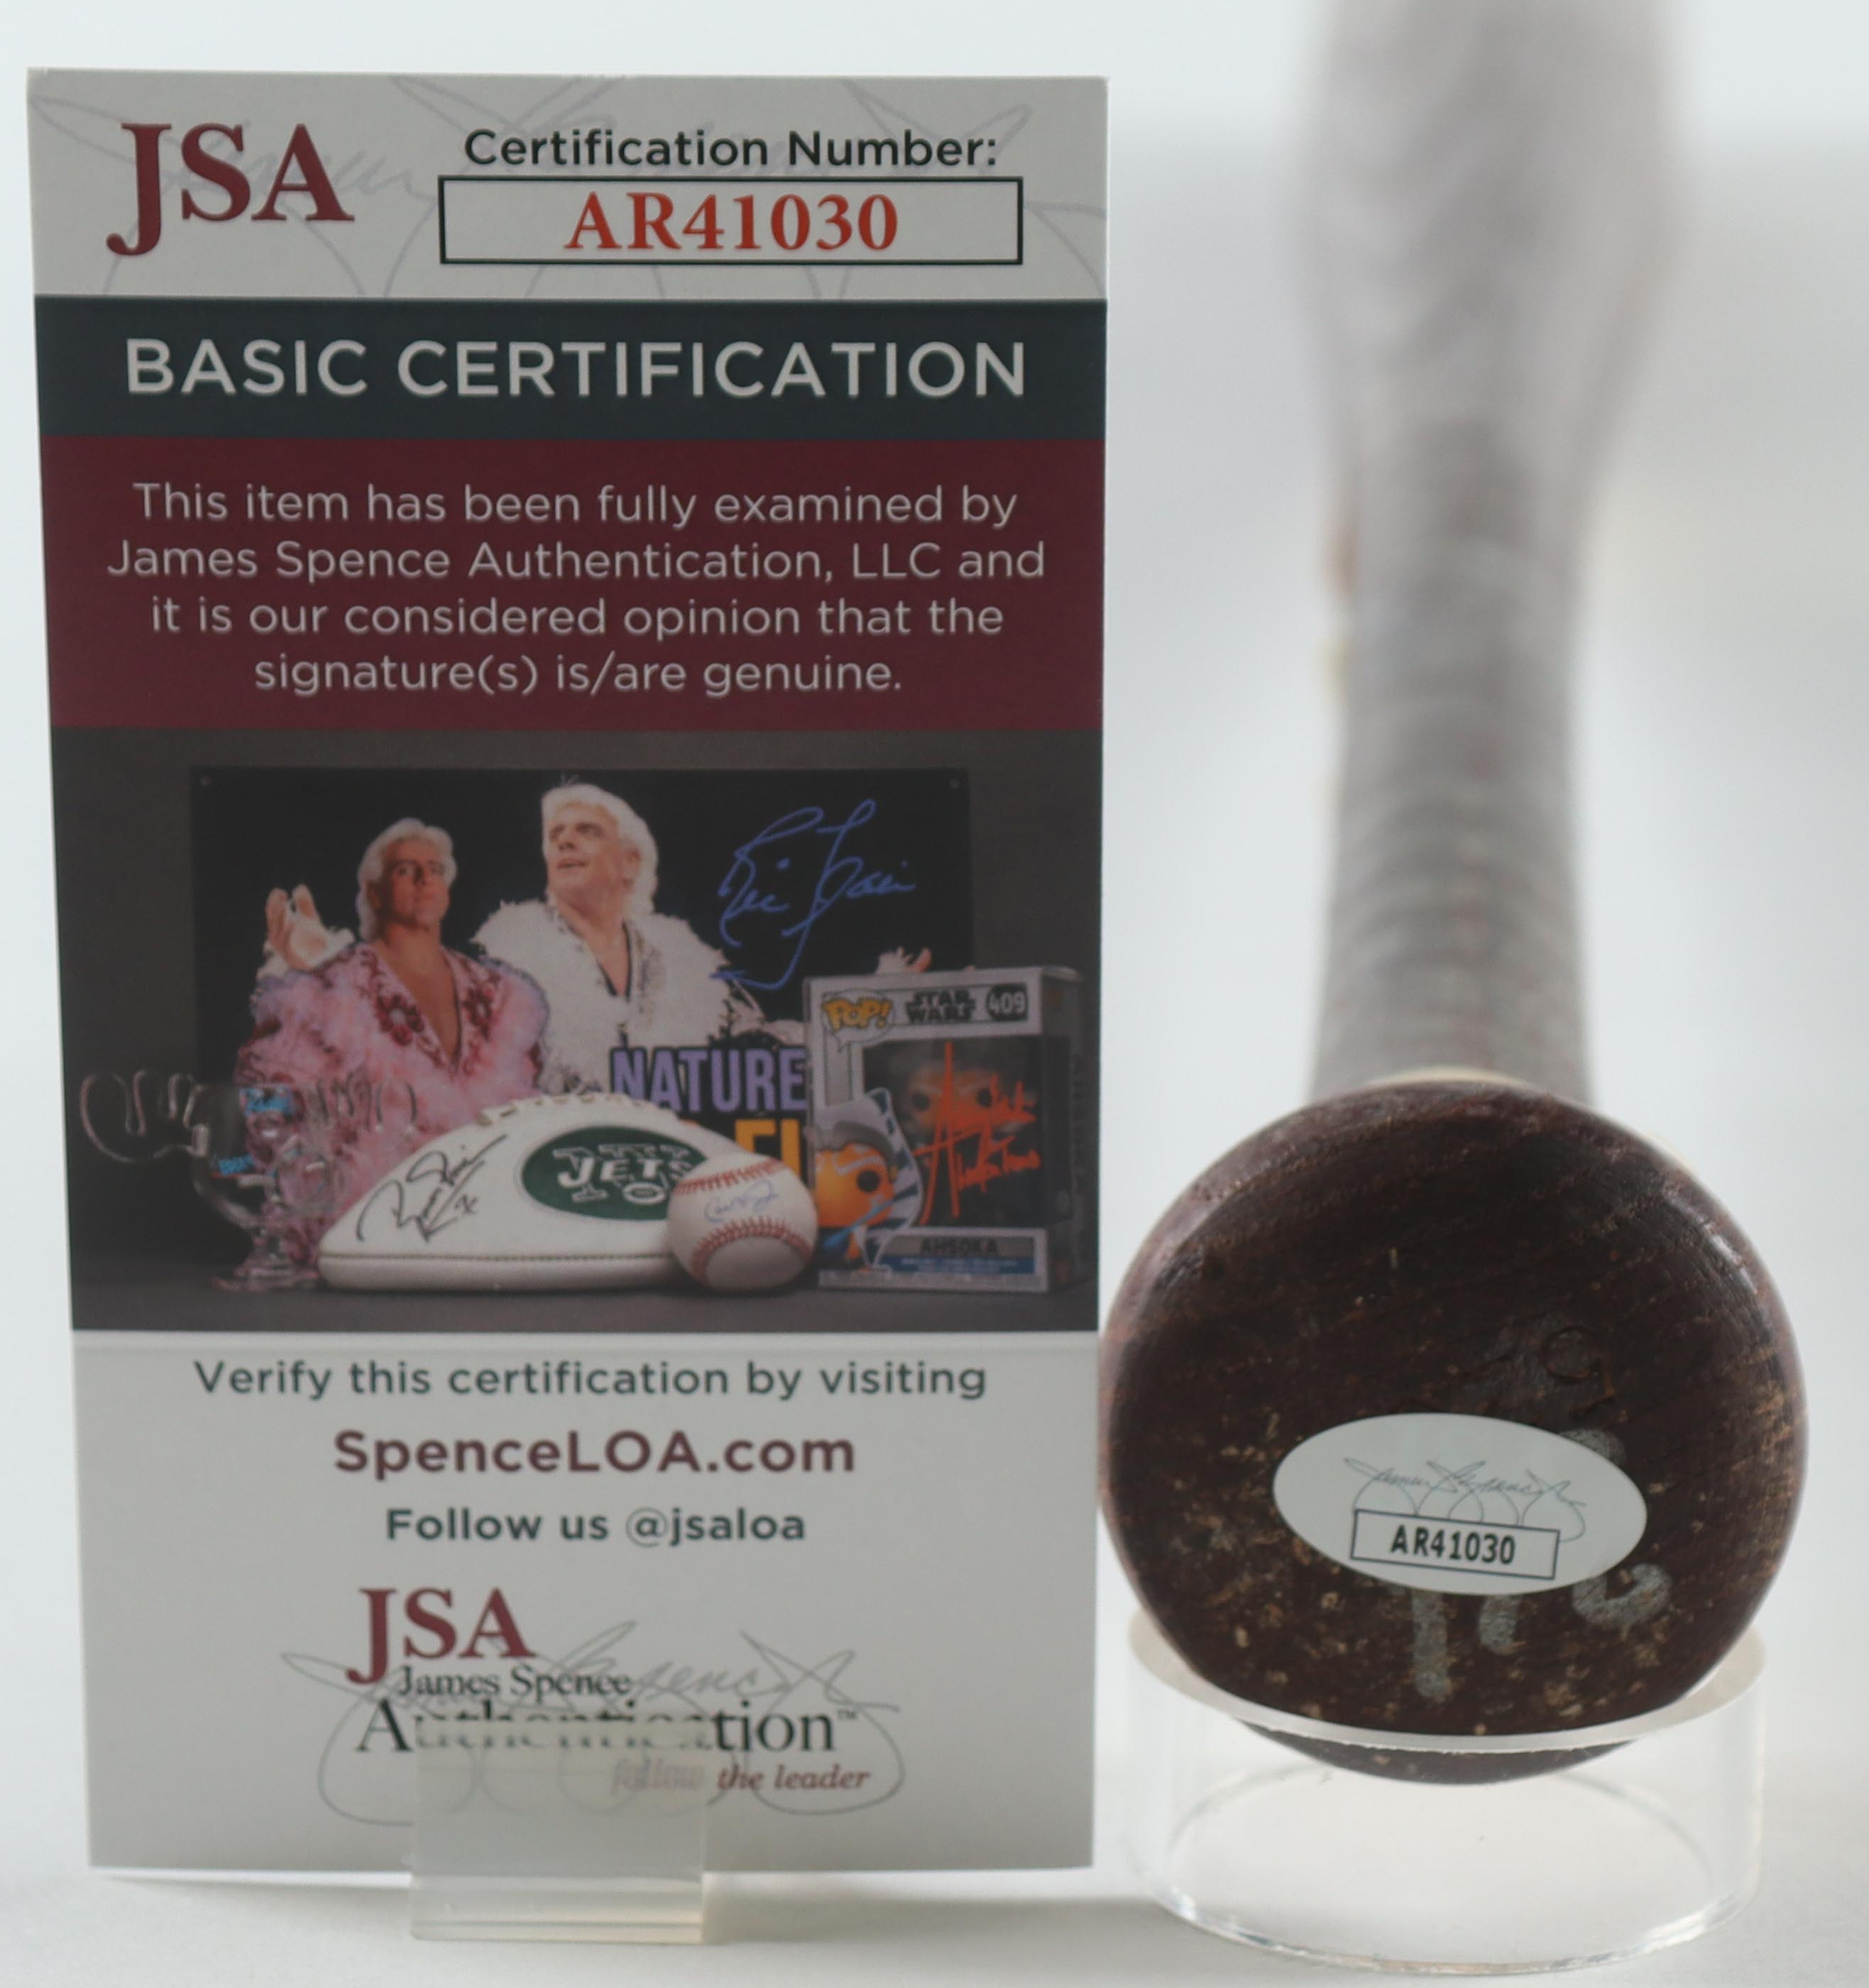 JSA
Certification Number:
AR41030
BASIC CERTIFICATION
This item has been fully examined by
James Spence Authentication, LLC and
it is our considered opinion that the
signature(s) is/are genuine.
POP!
STAR
WARS
409
NATURE
JETS
AHSOKA
Verify this certification by visiting
SpenceLOA.com
Follow us @jsaloa
JSA
James Spence
Authentication™
follow the leader
AR41030